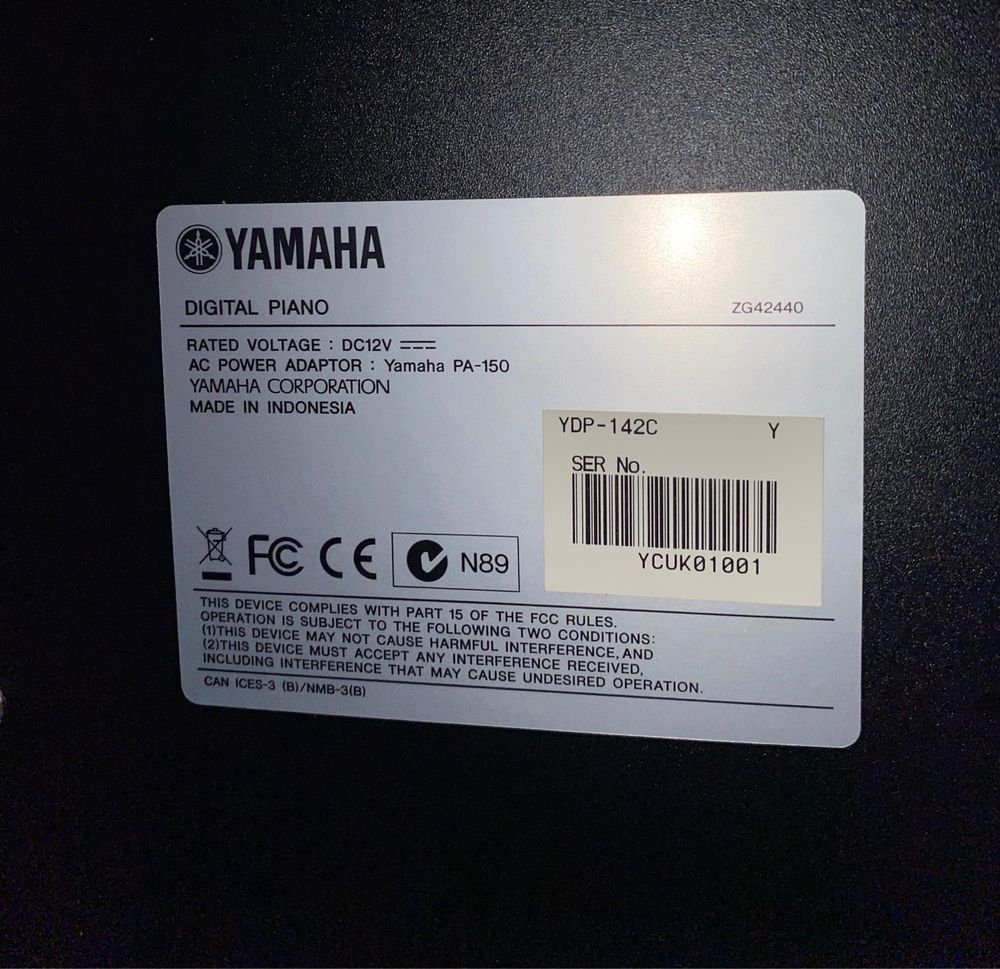 YAMAHA
DIGITAL PIANO ZG42440
RATED VOLTAGE : DC12V
AC POWER ADAPTOR : Yamaha PA-150
YAMAHA CORPORATION
MADE IN INDONESIA
YDP-142C Y
SER No.
YCUK01001
FC CE N89
THIS DEVICE COMPLIES WITH PART 15 OF THE FCC RULES.
OPERATION IS SUBJECT TO THE FOLLOWING TWO CONDITIONS:
(1)THIS DEVICE MAY NOT CAUSE HARMFUL INTERFERENCE, AND
(2)THIS DEVICE MUST ACCEPT ANY INTERFERENCE RECEIVED,
INCLUDING INTERFERENCE THAT MAY CAUSE UNDESIRED OPERATION.
CAN ICES-3 (B)/NMB-3(B)